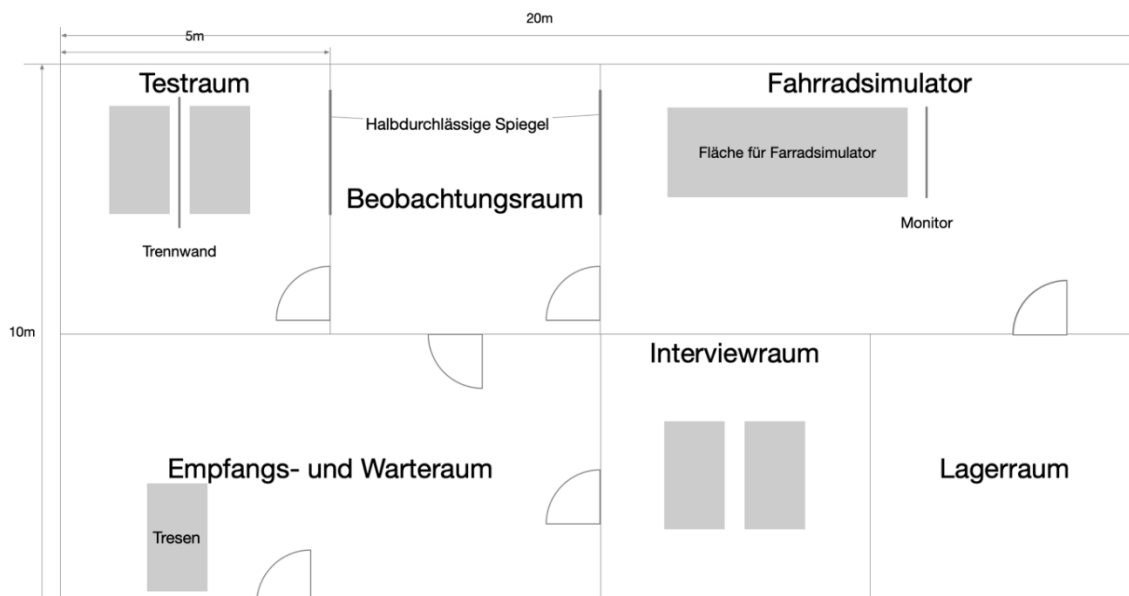 20m
5m
Testraum
Fahrradsimulator
Halbdurchlässige Spiegel
Fläche für Farradsimulator
Beobachtungsraum
Monitor
Trennwand
10m
Interviewraum
Empfangs- und Warteraum
Lagerraum
Tresen